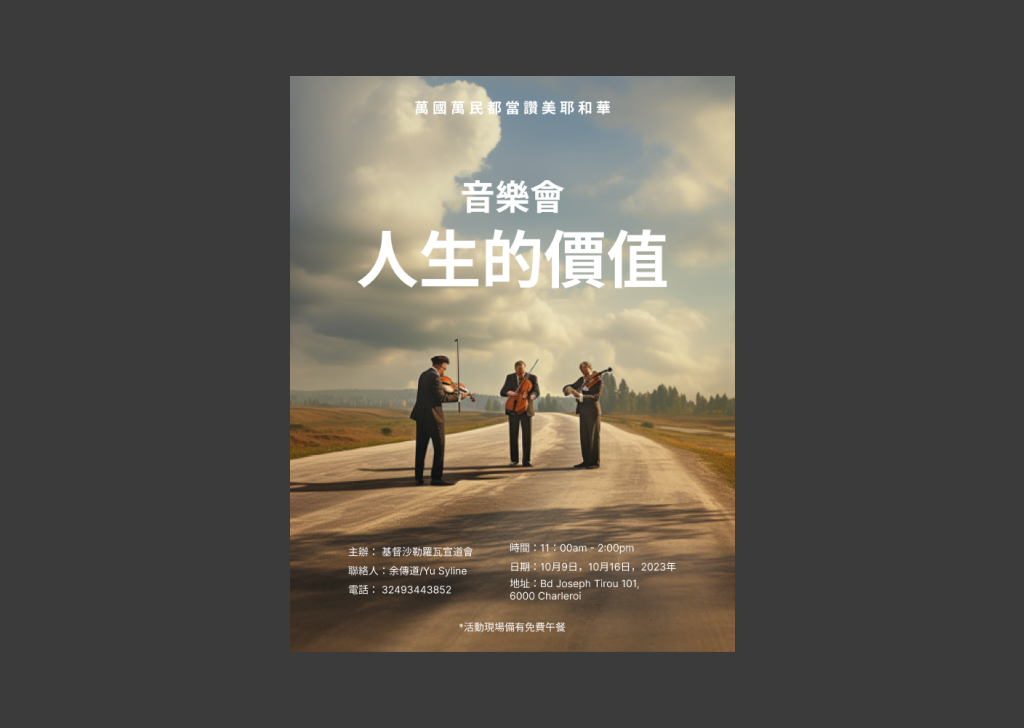 萬國萬民都當讚美耶和華
音樂會
人生的價值
主辦： 基督沙勒羅瓦宣道會
聯絡人：余傳道/Yu Syline
電話： 32493443852
時間：11：00am - 2:00pm
日期：10月9日，10月16日，2023年
地址：Bd Joseph Tirou 101,
6000 Charleroi
*活動現場備有免費午餐